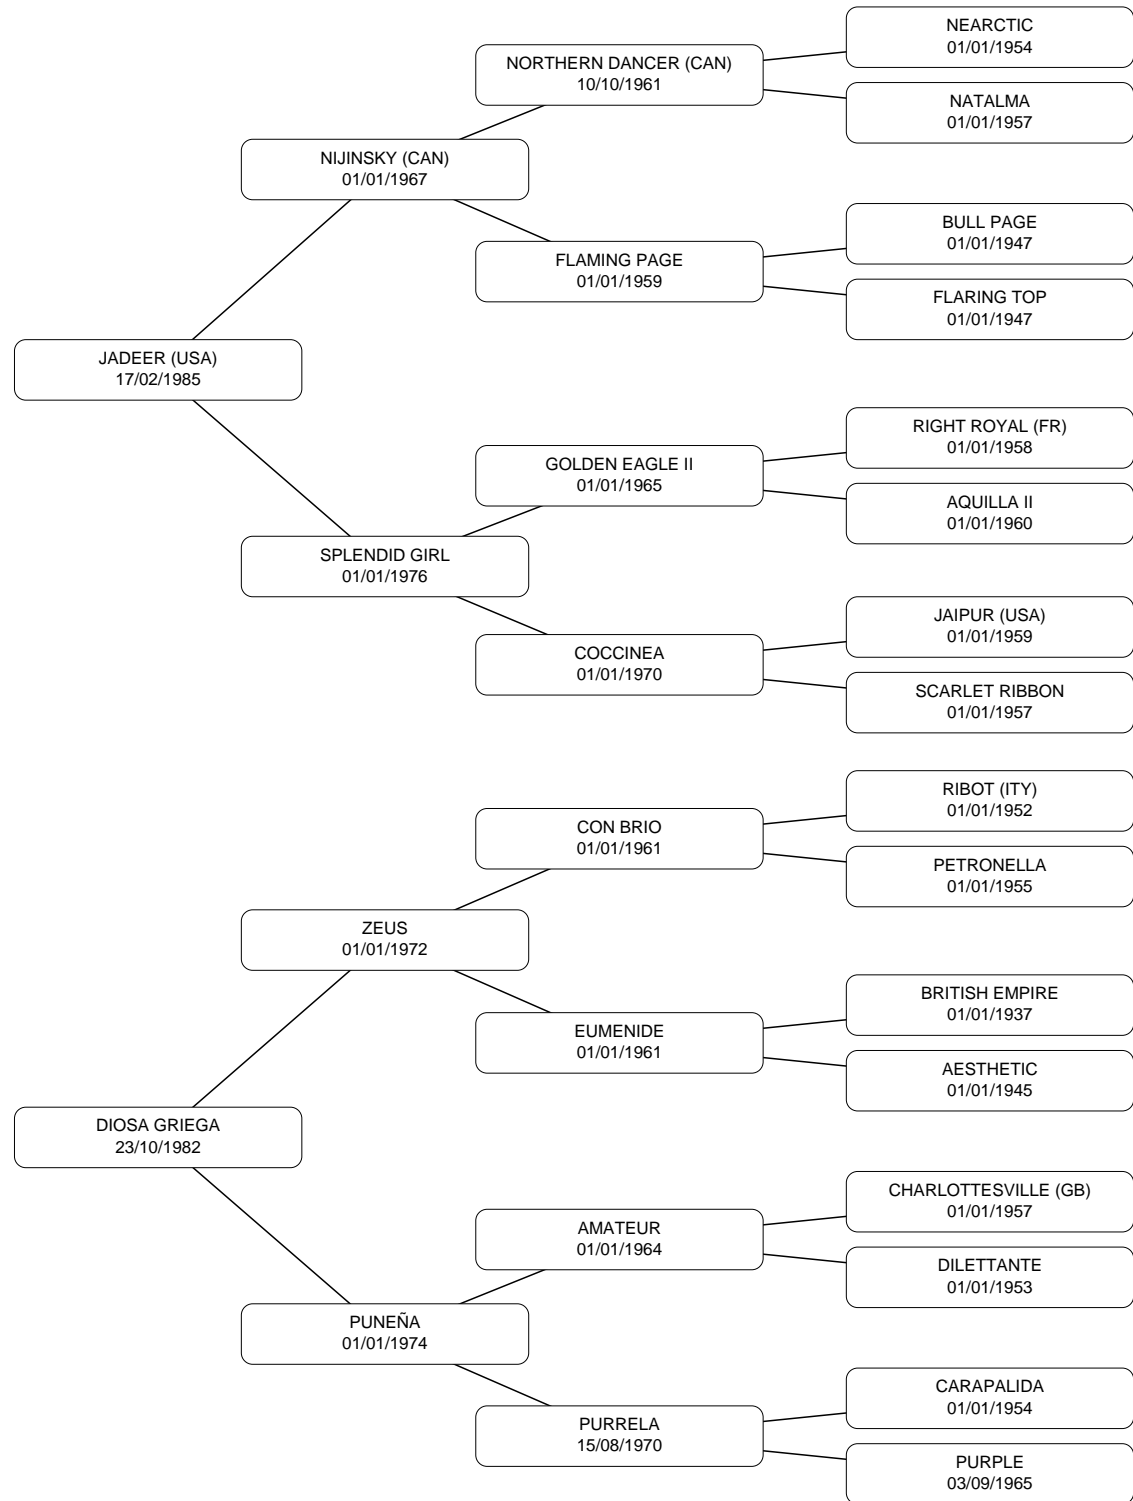 NEARCTIC
01/01/1954
NORTHERN DANCER (CAN)
10/10/1961
NATALMA
01/01/1957
NIJINSKY (CAN)
01/01/1967
BULL PAGE
01/01/1947
FLAMING PAGE
01/01/1959
FLARING TOP
01/01/1947
JADEER (USA)
17/02/1985
RIGHT ROYAL (FR)
01/01/1958
GOLDEN EAGLE II
01/01/1965
AQUILLA II
01/01/1960
SPLENDID GIRL
01/01/1976
JAIPUR (USA)
01/01/1959
COCCINEA
01/01/1970
SCARLET RIBBON
01/01/1957
RIBOT (ITY)
01/01/1952
CON BRIO
01/01/1961
PETRONELLA
01/01/1955
ZEUS
01/01/1972
BRITISH EMPIRE
01/01/1937
EUMENIDE
01/01/1961
AESTHETIC
01/01/1945
DIOSA GRIEGA
23/10/1982
CHARLOTTESVILLE (GB)
01/01/1957
AMATEUR
01/01/1964
DILETTANTE
01/01/1953
PUNEÑA
01/01/1974
CARAPALIDA
01/01/1954
PURRELA
15/08/1970
PURPLE
03/09/1965